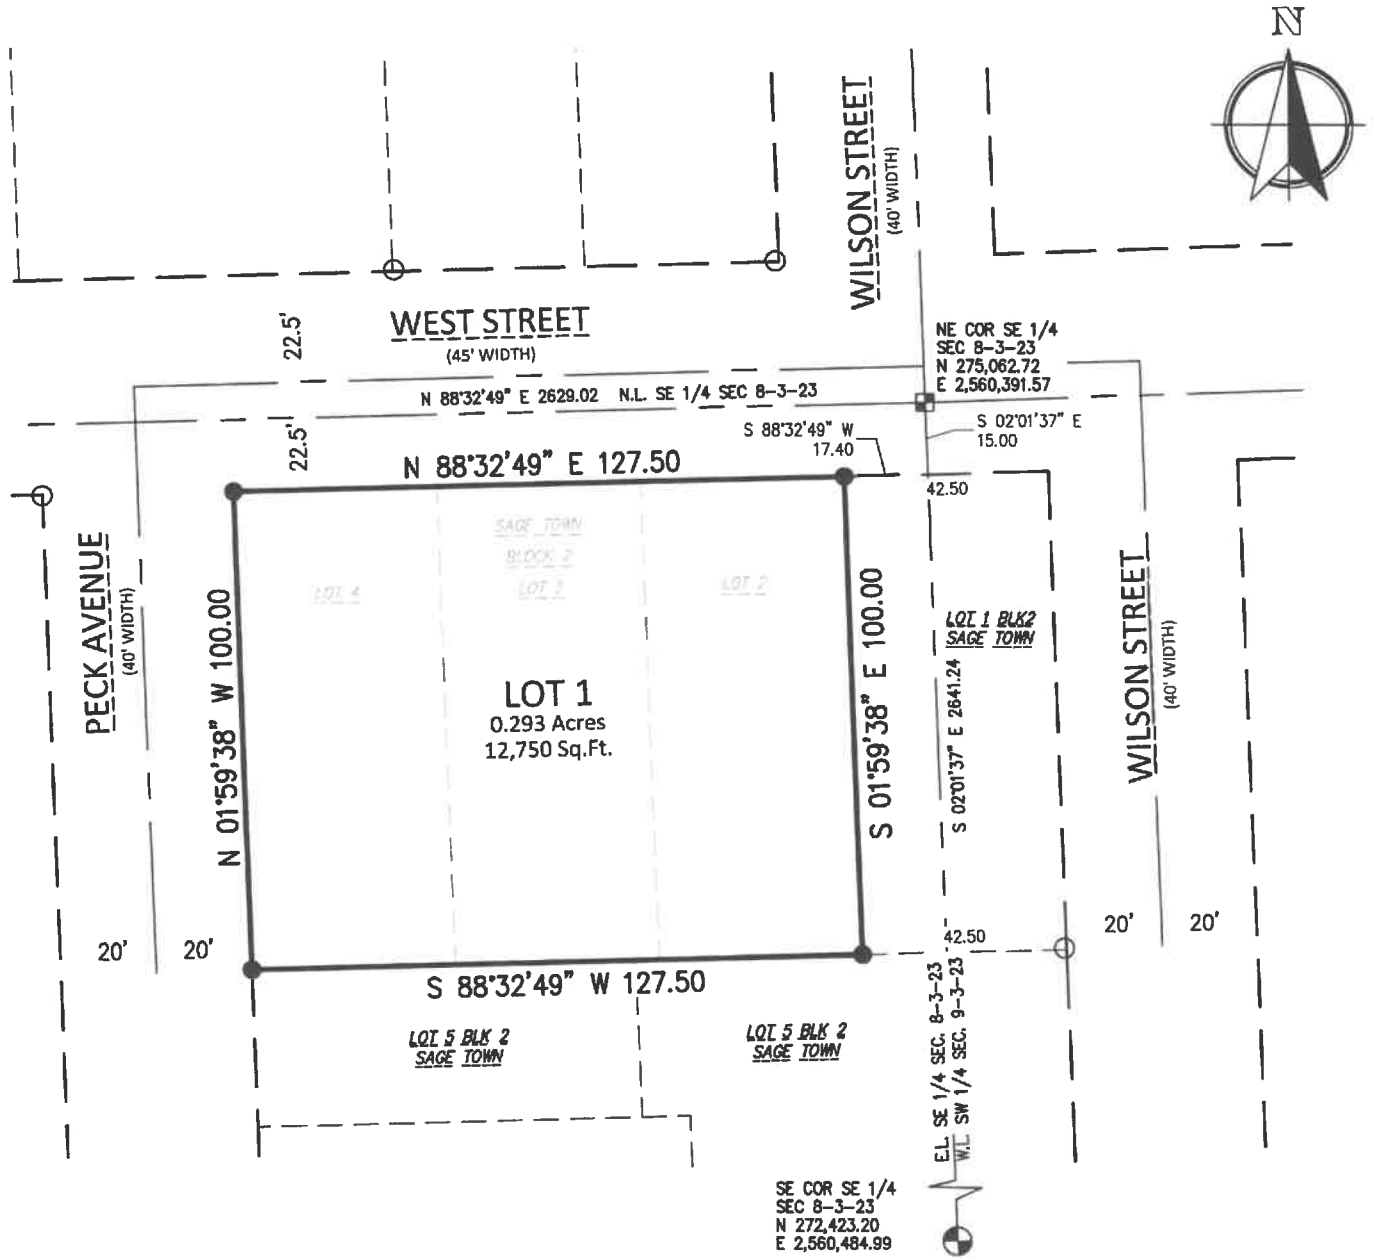 N
WILSON STREET
(40' WIDTH)
WEST STREET
(45' WIDTH)
22.5'
NE COR SE 1/4
SEC 8-3-23
N 275,062.72
E 2,560,391.57
N 88°32'49" E 2629.02 N.L. SE 1/4 SEC 8-3-23
S 88°32'49" W
17.40
S 02°01'37" E
15.00
22.5'
N 88°32'49" E 127.50
42.50
SAGE TOWN
BLOCK 2
LOT 4
LOT 3
LOT 2
PECK AVENUE
(40' WIDTH)
N 01°59'38" W 100.00
LOT 1
0.293 Acres
12,750 Sq.Ft.
S 01°59'38" E 100.00
LOT 1 BLK2
SAGE TOWN
S 02°01'37" E 2641.24
WILSON STREET
(40' WIDTH)
20'
20'
42.50
20'
20'
S 88°32'49" W 127.50
LOT 5 BLK 2
SAGE TOWN
LOT 5 BLK 2
SAGE TOWN
E.L. SE 1/4 SEC. 8-3-23
W.L. SW 1/4 SEC. 9-3-23
SE COR SE 1/4
SEC 8-3-23
N 272,423.20
E 2,560,484.99